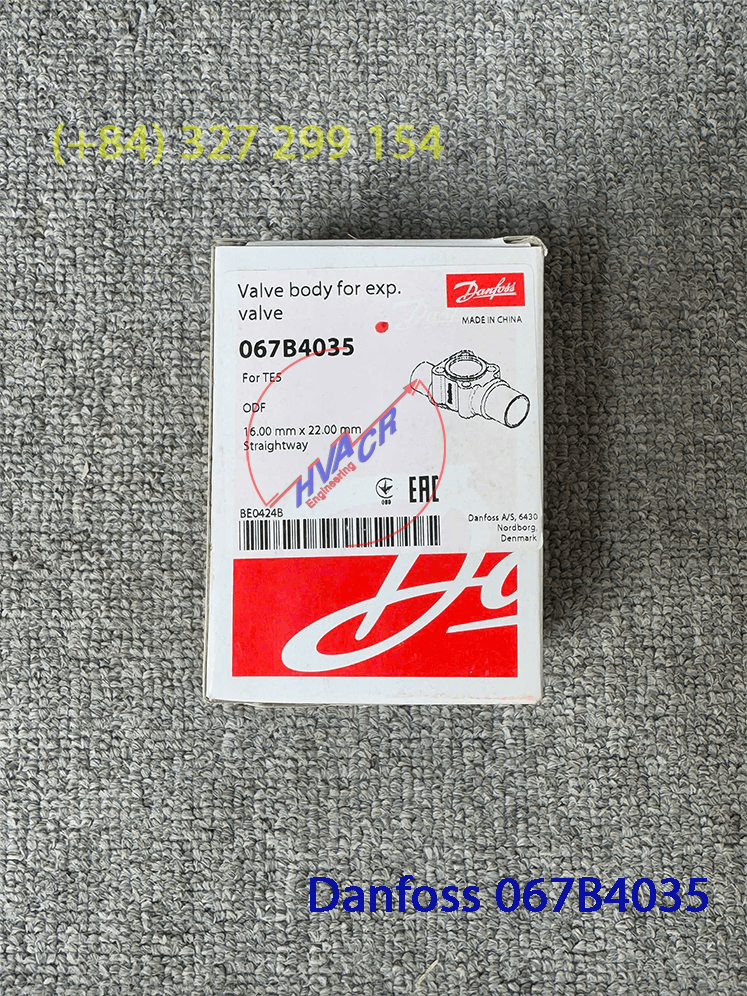 (+84) 327 299 154
Valve body for exp.
valve
Danfoss
MADE IN CHINA
067B4035
For TE5
ODF
16.00 mm x 22.00 mm
Straightway
HVACR
Engineering
089
EAC
BE0424B
Danfoss A/S, 6430
Nordborg,
Denmark
Danfoss 067B4035